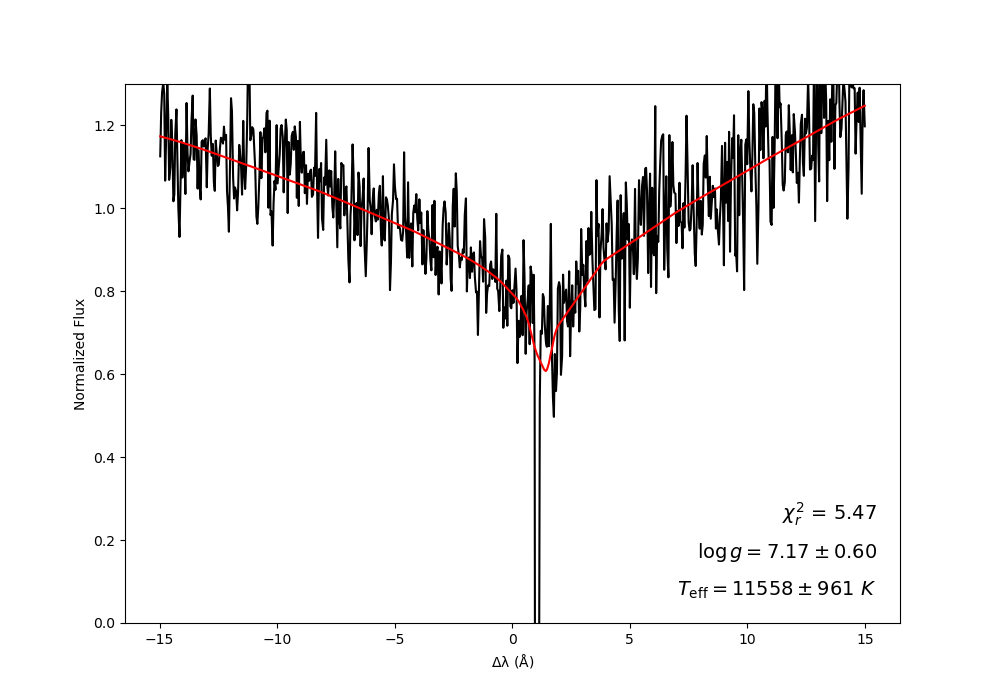 1.2
1.0
0.8
0.6
0.4
0.2
0.0
Normalized Flux
χ²ᵣ = 5.47
log g = 7.17 ± 0.60
T_eff = 11558 ± 961 K
−15 −10 −5 0 5 10 15
Δλ (Å)